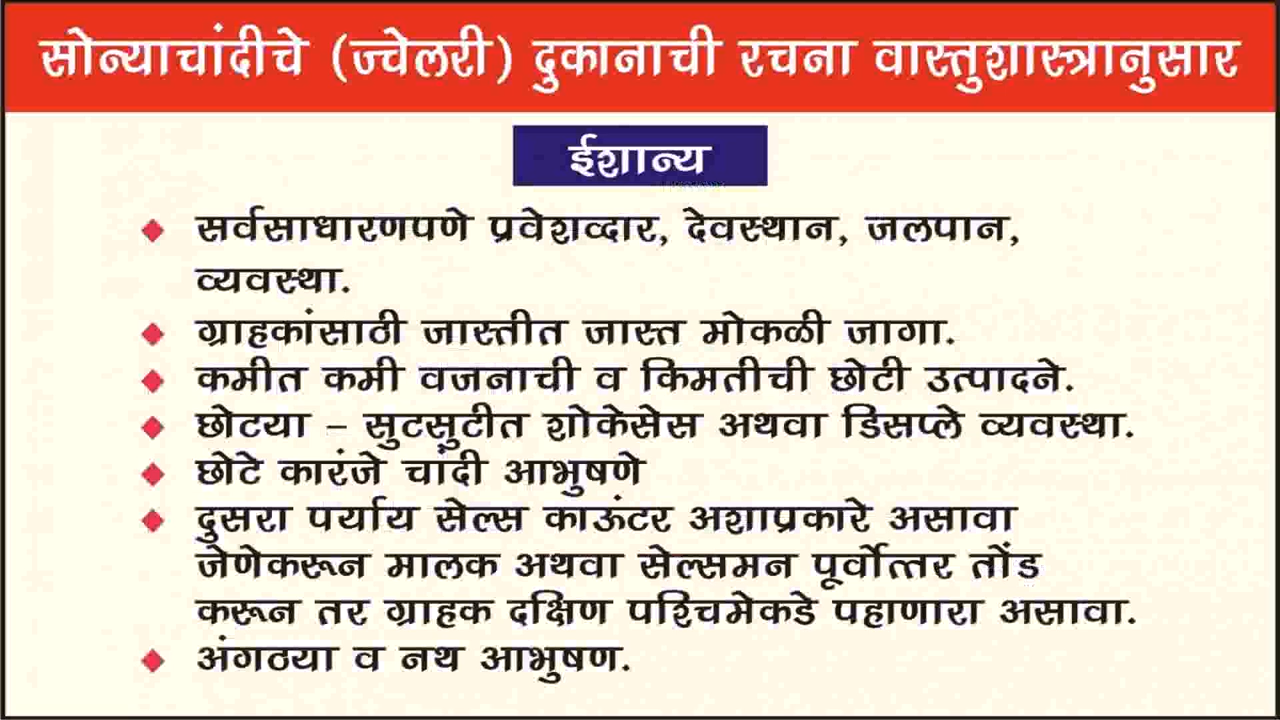 सोन्याचांदीचे (ज्वेलरी) दुकानाची रचना वास्तुशास्त्रानुसार
ईशान्य
सर्वसाधारणपणे प्रवेशव्दार, देवस्थान, जलपान,
व्यवस्था.
ग्राहकांसाठी जास्तीत जास्त मोकळी जागा.
कमीत कमी वजनाची व किमतीची छोटी उत्पादने.
छोटया – सुटसुटीत शोकेसेस अथवा डिसप्ले व्यवस्था.
छोटे कारंजे चांदी आभुषणे
दुसरा पर्याय सेल्स काऊंटर अशाप्रकारे असावा
जेणेकरून मालक अथवा सेल्समन पूर्वोत्तर तोंड
करून तर ग्राहक दक्षिण पश्चिमेकडे पहाणारा असावा.
अंगठया व नथ आभुषण.